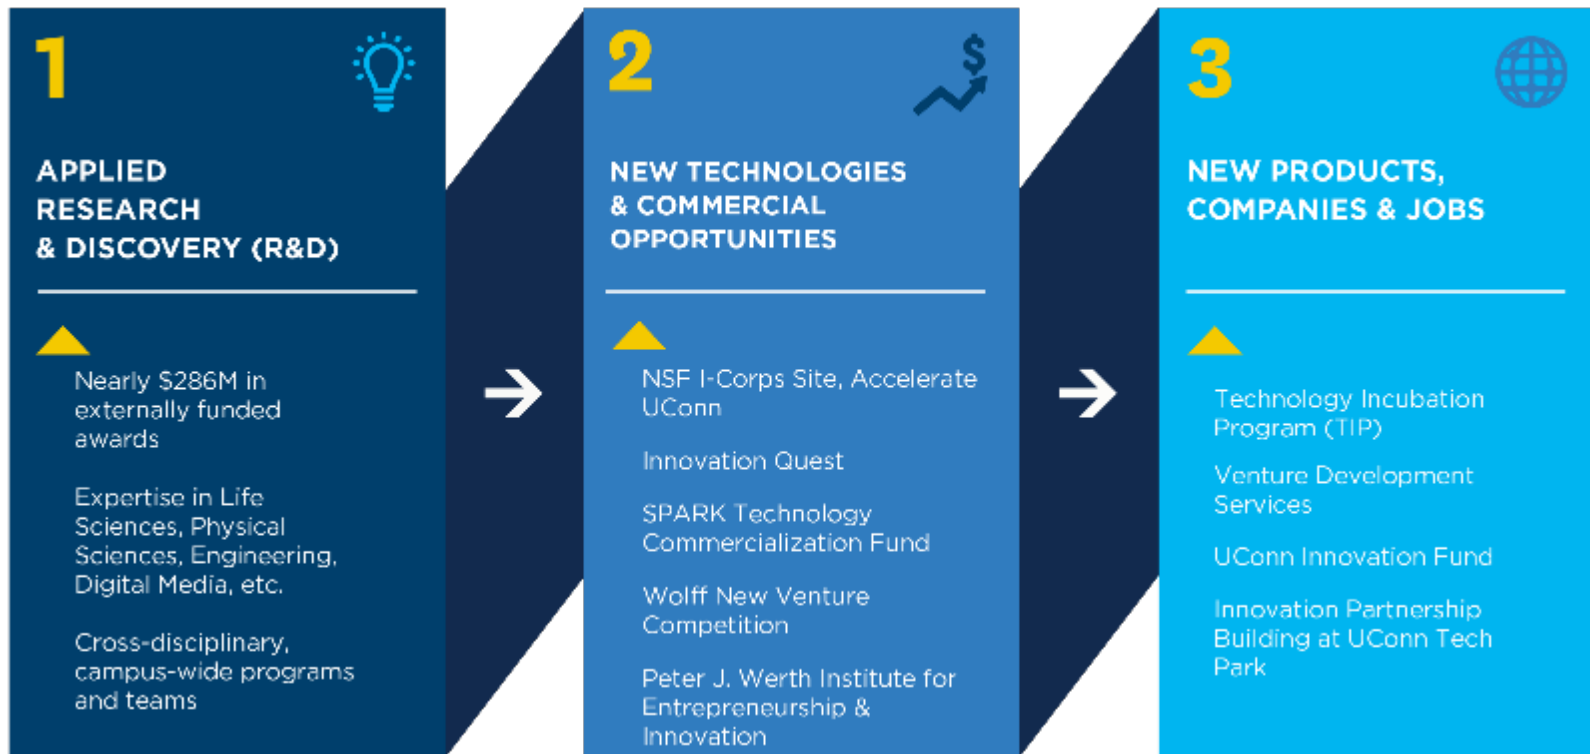 1
APPLIED
RESEARCH
& DISCOVERY (R&D)
Nearly $286M in
externally funded
awards
Expertise in Life
Sciences, Physical
Sciences, Engineering,
Digital Media, etc.
Cross-disciplinary,
campus-wide programs
and teams
2
$
NEW TECHNOLOGIES
& COMMERCIAL
OPPORTUNITIES
NSF I-Corps Site, Accelerate
UConn
Innovation Quest
SPARK Technology
Commercialization Fund
Wolff New Venture
Competition
Peter J. Werth Institute for
Entrepreneurship &
Innovation
3
NEW PRODUCTS,
COMPANIES & JOBS
Technology Incubation
Program (TIP)
Venture Development
Services
UConn Innovation Fund
Innovation Partnership
Building at UConn Tech
Park